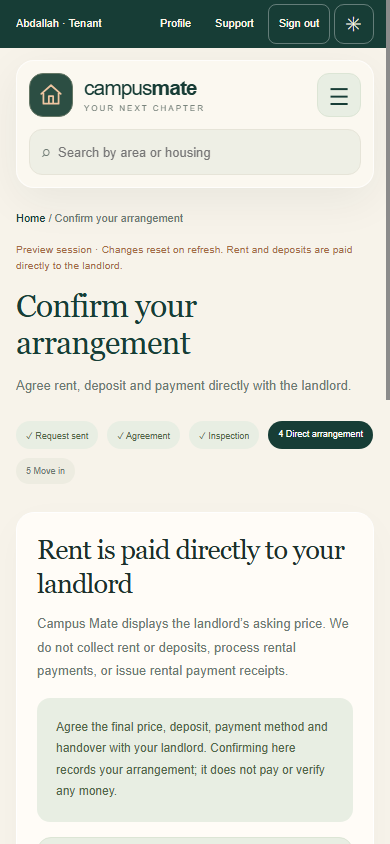 Abdallah · Tenant Profile Support Sign out
campusmate
YOUR NEXT CHAPTER
Search by area or housing
Home / Confirm your arrangement
Preview session · Changes reset on refresh. Rent and deposits are paid
directly to the landlord.
Confirm your
arrangement
Agree rent, deposit and payment directly with the landlord.
✓ Request sent ✓ Agreement ✓ Inspection 4 Direct arrangement
5 Move in
Rent is paid directly to your
landlord
Campus Mate displays the landlord's asking price. We
do not collect rent or deposits, process rental
payments, or issue rental payment receipts.
Agree the final price, deposit, payment method and
handover with your landlord. Confirming here
records your arrangement; it does not pay or verify
any money.